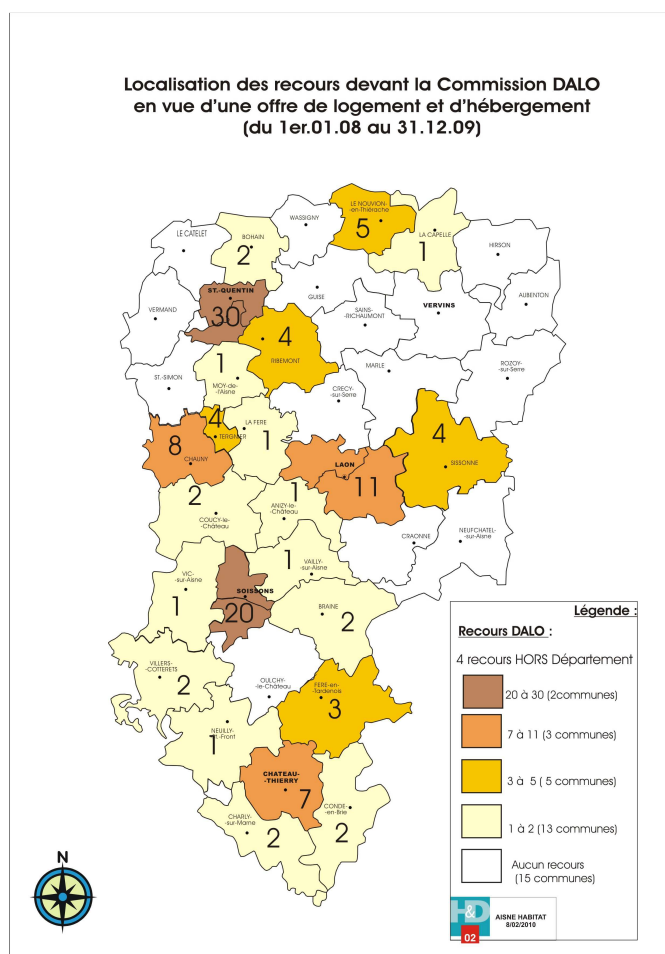 Localisation des recours devant la Commission DALO
en vue d'une offre de logement et d'hébergement
(du 1er.01.08 au 31.12.09)
LE NOUVION-
en-Thiérache
5
WASSIGNY
LE CATELET
BOHAIN
2
LA CAPELLE
1
HIRSON
ST.-QUENTIN
30
GUISE
VERMAND
SAINS-
-RICHAUMONT
VERVINS
AUBENTON
4
RIBEMONT
1
MOY-de-
-l'Aisne
ST.-SIMON
MARLE
ROZOY-
-sur-Serre
CRECY-
-sur-Serre
4
TERGNIER
LA FERE
1
8
CHAUNY
LAON
11
4
SISSONNE
2
COUCY-le-
-Château
1
ANIZY-le-
-Château
CRAONNE
NEUFCHATEL-
-sur-Aisne
1
VAILLY-
-sur-Aisne
VIC-
-sur-Aisne
1
SOISSONS
20
BRAINE
2
VILLERS-
-COTTERETS
2
OULCHY-
-le-Château
FERE-en-
-Tardenois
3
NEUILLY-
-St.-Front
1
CHATEAU-
-THIERRY
7
CHARLY-
-sur-Marne
2
CONDE-
-en-Brie
2
Légende :
Recours DALO :
4 recours HORS Département
20 à 30 (2communes)
7 à 11 (3 communes)
3 à 5 ( 5 communes)
1 à 2 (13 communes)
Aucun recours
(15 communes)
N
H&D
02
AISNE HABITAT
8/02/2010